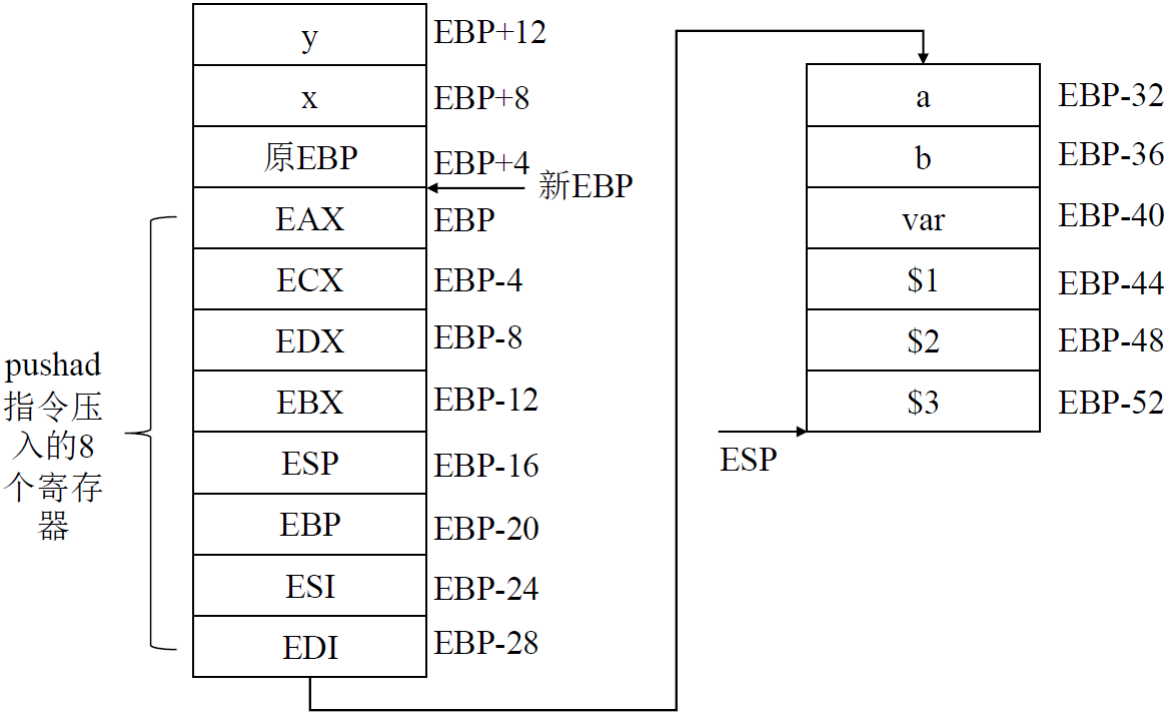 y EBP+12
x EBP+8
原EBP EBP+4
新EBP
EAX EBP
ECX EBP-4
EDX EBP-8
EBX EBP-12
ESP EBP-16
EBP EBP-20
ESI EBP-24
EDI EBP-28
pushad
指令压
入的8
个寄存
器
a EBP-32
b EBP-36
var EBP-40
$1 EBP-44
$2 EBP-48
$3 EBP-52
ESP